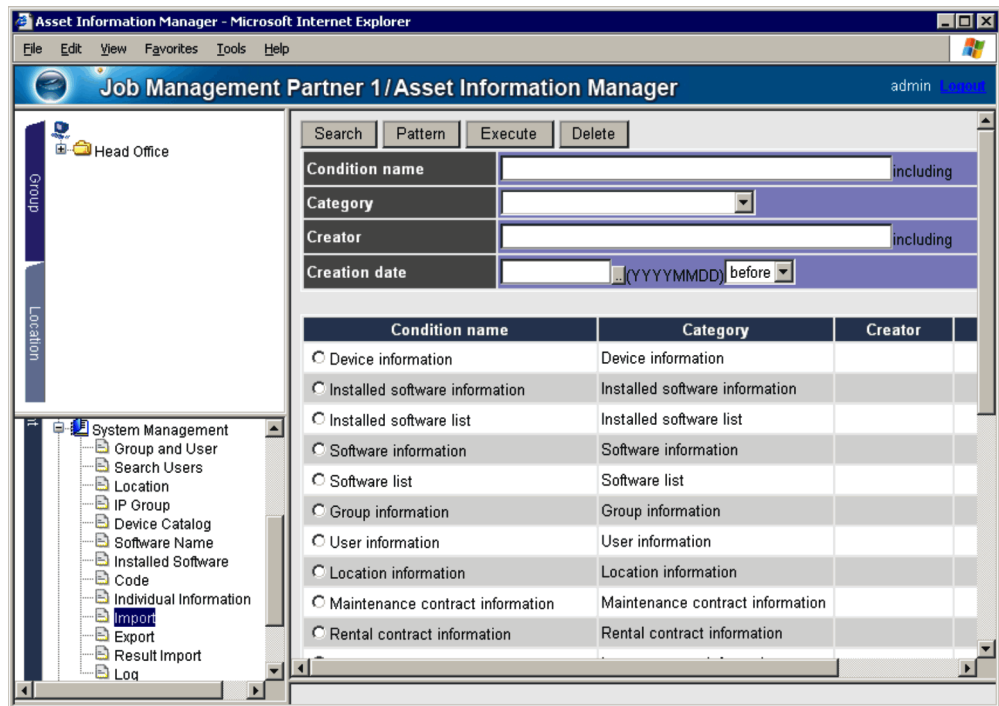 Asset Information Manager - Microsoft Internet Explorer
File Edit View Favorites Tools Help
Job Management Partner 1/Asset Information Manager
admin Logout
Group
Location
Head Office
System Management
Group and User
Search Users
Location
IP Group
Device Catalog
Software Name
Installed Software
Code
Individual Information
Import
Export
Result Import
Log
Search Pattern Execute Delete
Condition name including
Category
Creator including
Creation date .. (YYYYMMDD) before
Condition name Category Creator
Device information Device information
Installed software information Installed software information
Installed software list Installed software list
Software information Software information
Software list Software list
Group information Group information
User information User information
Location information Location information
Maintenance contract information Maintenance contract information
Rental contract information Rental contract information